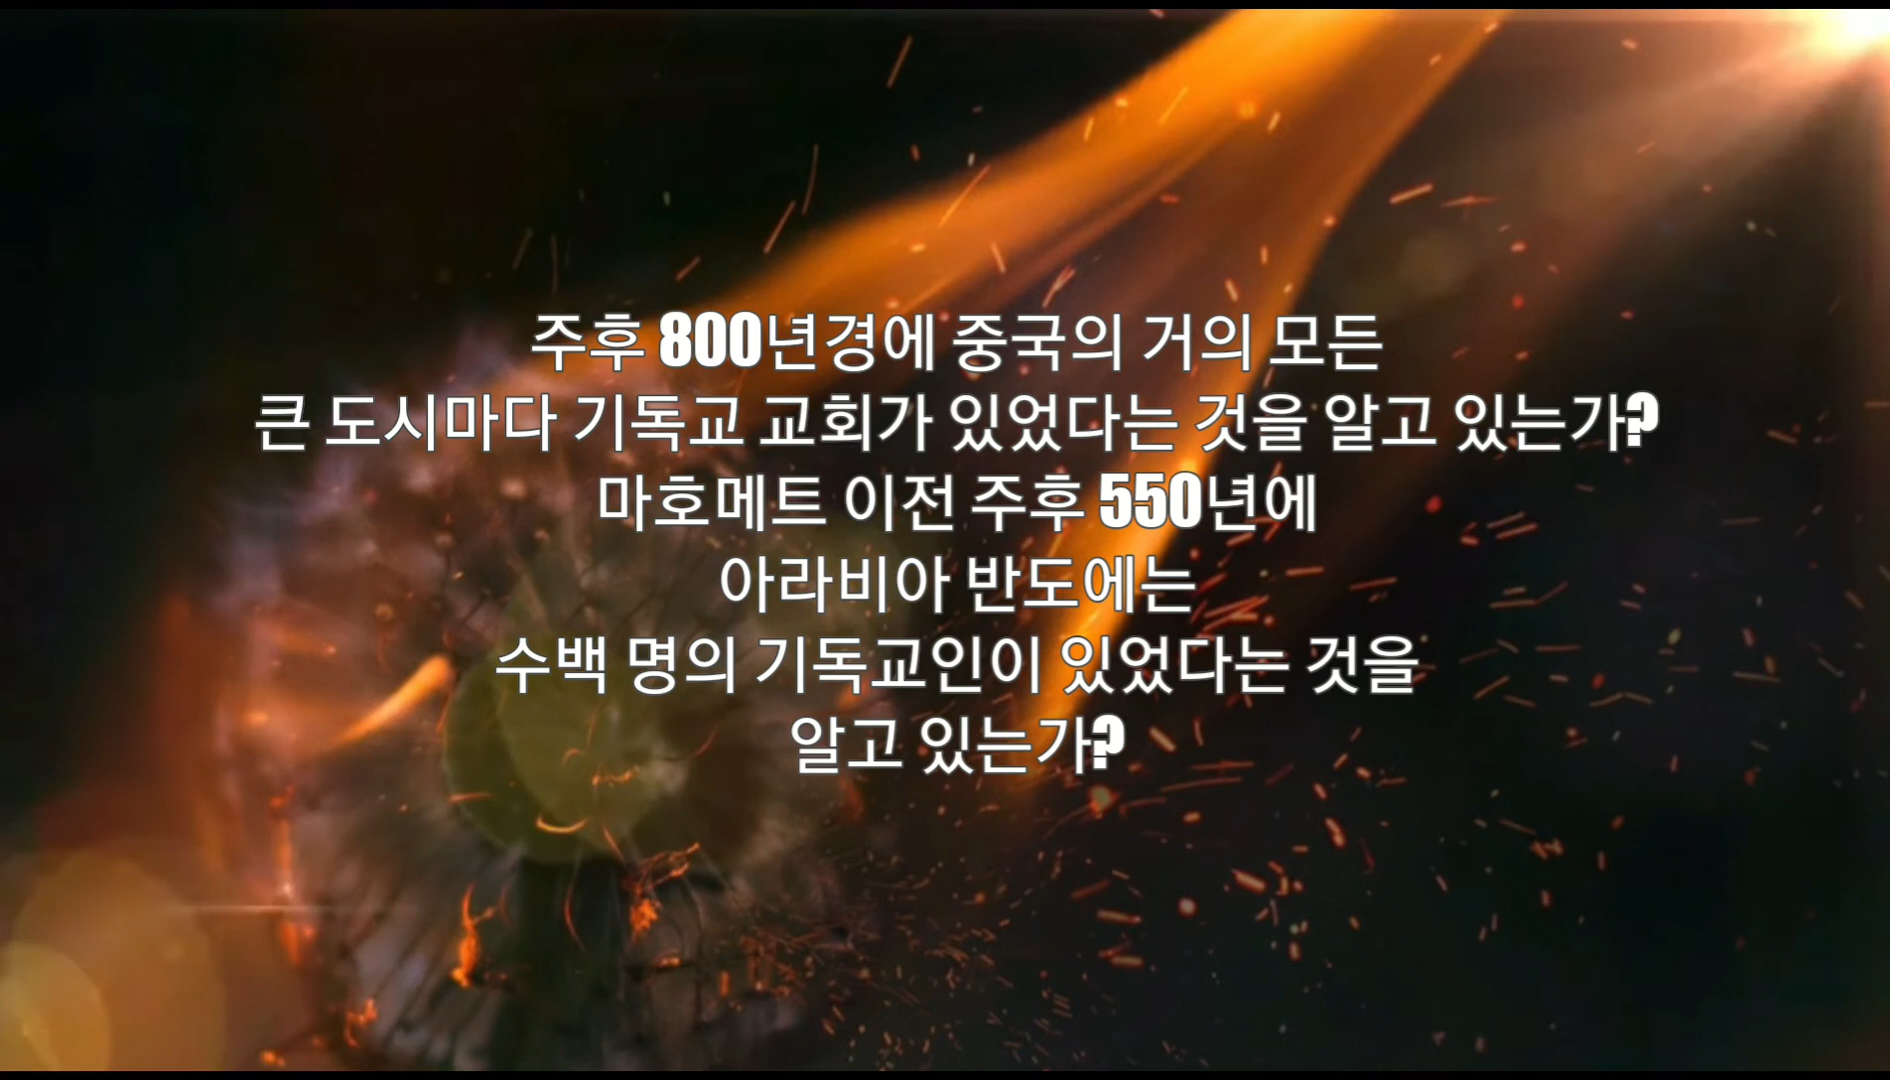 주후 800년경에 중국의 거의 모든
큰 도시마다 기독교 교회가 있었다는 것을 알고 있는가?
마호메트 이전 주후 550년에
아라비아 반도에는
수백 명의 기독교인이 있었다는 것을
알고 있는가?